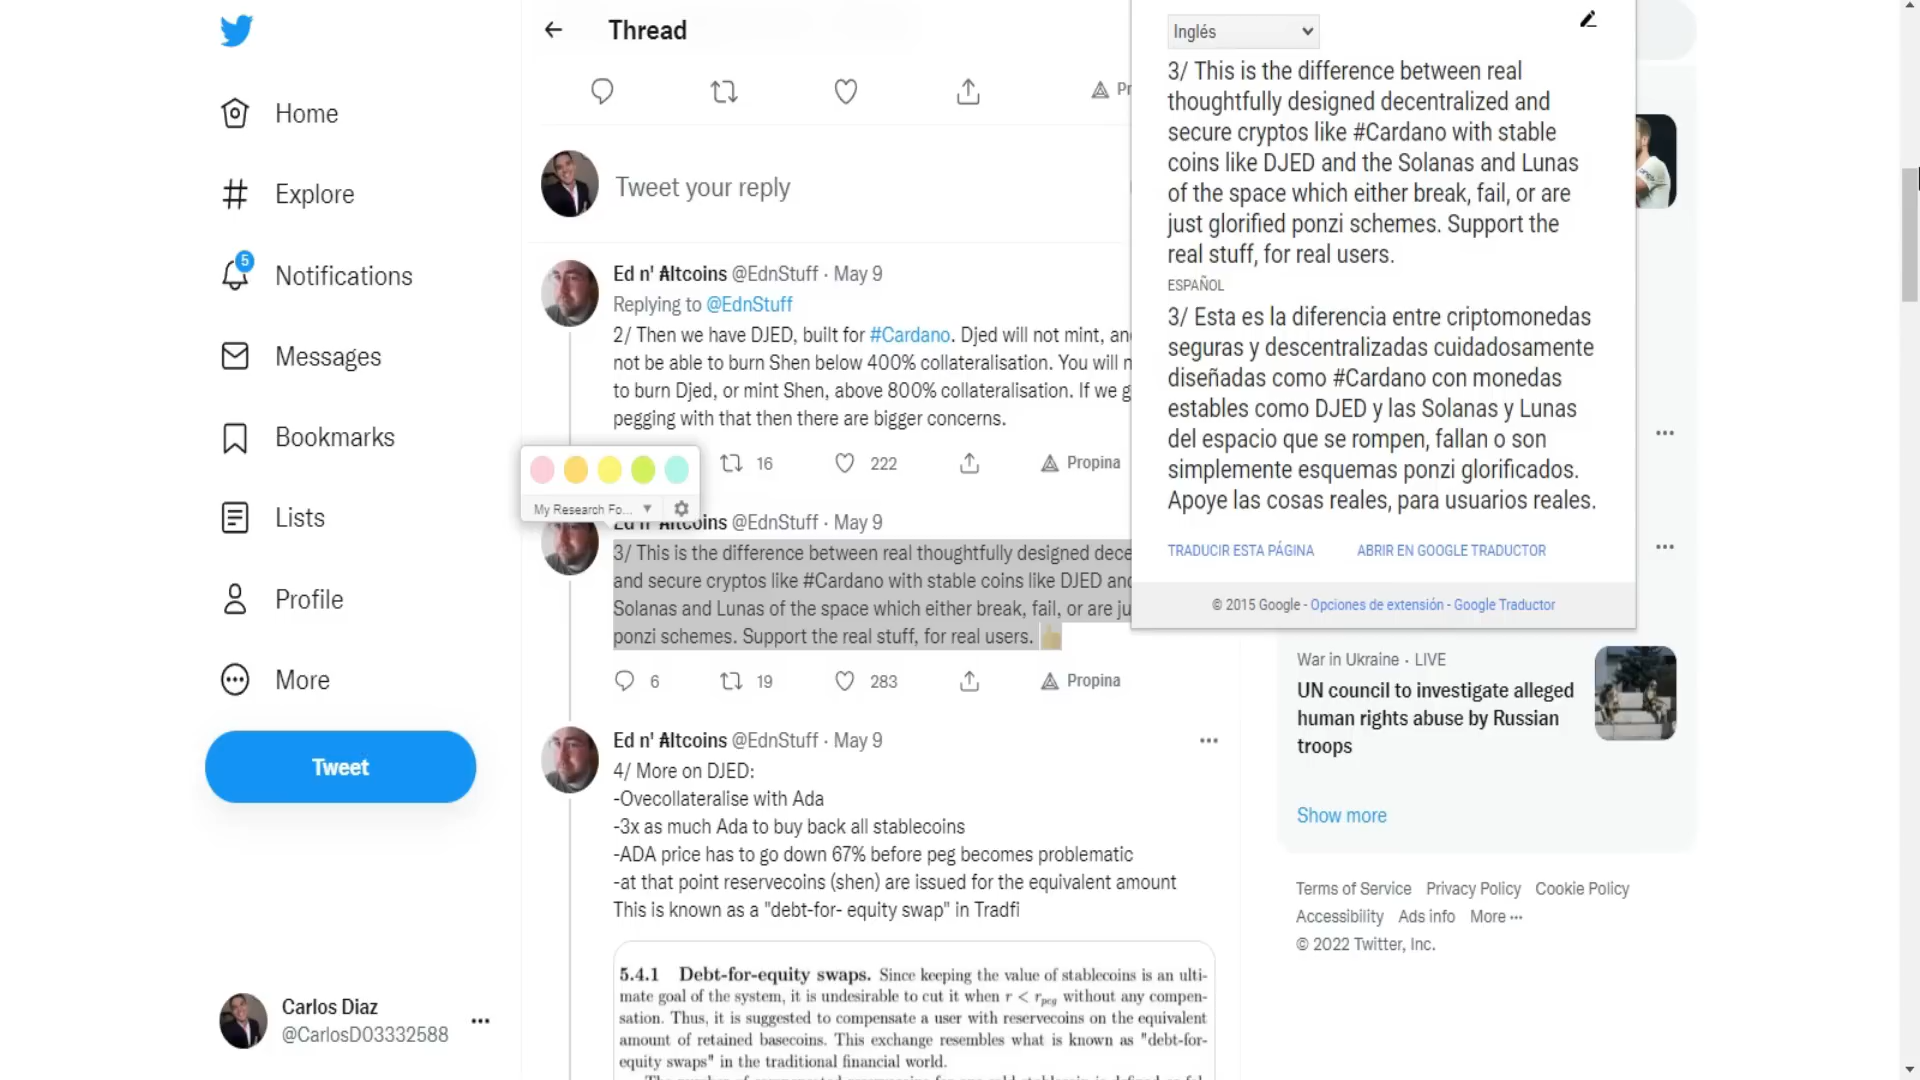 Home
Explore
5
Notifications
Messages
Bookmarks
Lists
Profile
More
Tweet
Carlos Diaz
@CarlosD03332588
Thread
Tweet your reply
Ed n' Altcoins @EdnStuff · May 9
Replying to @EdnStuff
2/ Then we have DJED, built for #Cardano. Djed will not mint,
not be able to burn Shen below 400% collateralisation. You will
to burn Djed, or mint Shen, above 800% collateralisation. If we
pegging with that then there are bigger concerns.
16 222 Propina
My Research Fo...
Ed n' Altcoins @EdnStuff · May 9
3/ This is the difference between real thoughtfully designed
and secure cryptos like #Cardano with stable coins like DJED
Solanas and Lunas of the space which either break, fail, or are
ponzi schemes. Support the real stuff, for real users.
6 19 283 Propina
Ed n' Altcoins @EdnStuff · May 9
4/ More on DJED:
-Ovecollateralise with Ada
-3x as much Ada to buy back all stablecoins
-ADA price has to go down 67% before peg becomes problematic
-at that point reservecoins (shen) are issued for the equivalent amount
This is known as a "debt-for- equity swap" in Tradfi
5.4.1 Debt-for-equity swaps. Since keeping the value of stablecoins is an ulti-
mate goal of the system, it is undesirable to cut it when r < rpeg without any compen-
sation. Thus, it is suggested to compensate a user with reservecoins on the equivalent
amount of retained basecoins. This exchange resembles what is known as "debt-for-
equity swaps" in the traditional financial world.
Inglés
3/ This is the difference between real
thoughtfully designed decentralized and
secure cryptos like #Cardano with stable
coins like DJED and the Solanas and Lunas
of the space which either break, fail, or are
just glorified ponzi schemes. Support the
real stuff, for real users.
ESPAÑOL
3/ Esta es la diferencia entre criptomonedas
seguras y descentralizadas cuidadosamente
diseñadas como #Cardano con monedas
estables como DJED y las Solanas y Lunas
del espacio que se rompen, fallan o son
simplemente esquemas ponzi glorificados.
Apoye las cosas reales, para usuarios reales.
TRADUCIR ESTA PÁGINA ABRIR EN GOOGLE TRADUCTOR
© 2015 Google - Opciones de extensión - Google Traductor
War in Ukraine · LIVE
UN council to investigate alleged
human rights abuse by Russian
troops
Show more
Terms of Service Privacy Policy Cookie Policy
Accessibility Ads info More ···
© 2022 Twitter, Inc.